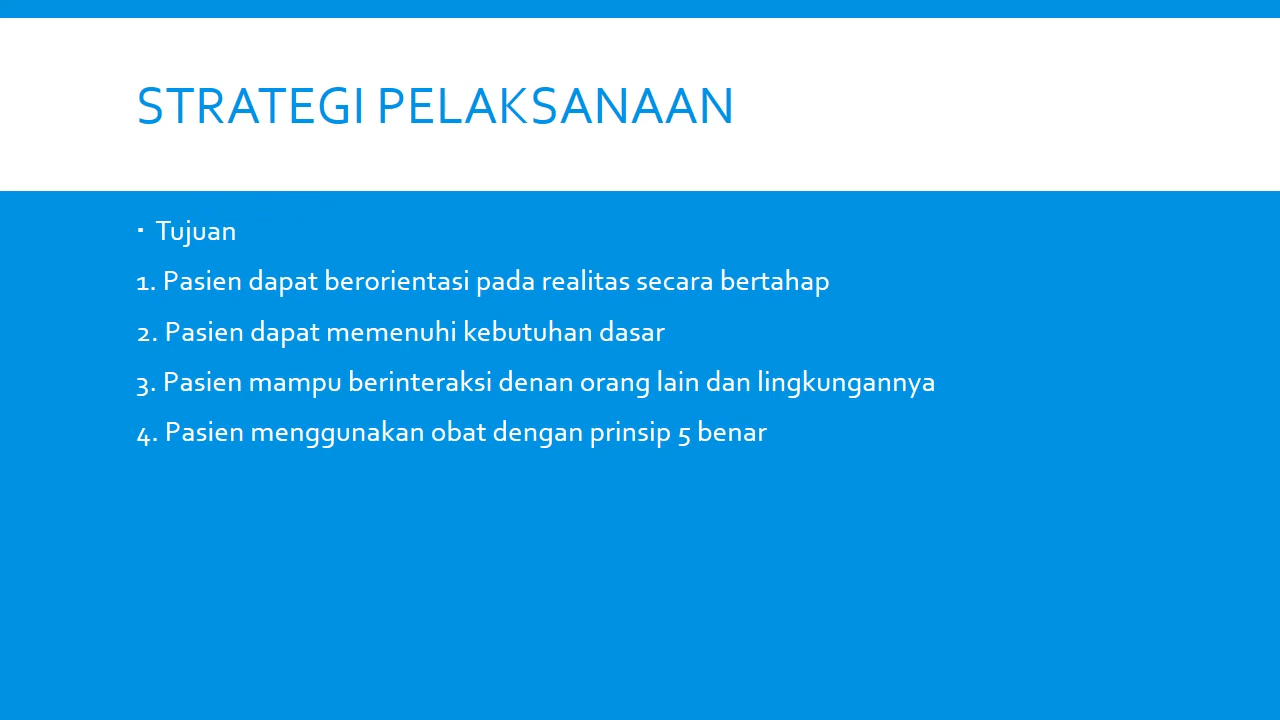 STRATEGI PELAKSANAAN
▪ Tujuan
1. Pasien dapat berorientasi pada realitas secara bertahap
2. Pasien dapat memenuhi kebutuhan dasar
3. Pasien mampu berinteraksi denan orang lain dan lingkungannya
4. Pasien menggunakan obat dengan prinsip 5 benar